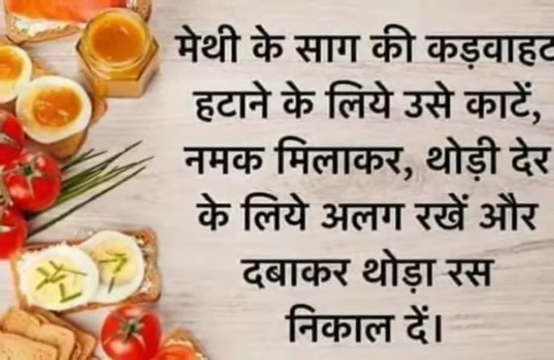 मेथी के साग की कड़वाहट
हटाने के लिये उसे काटें,
नमक मिलाकर, थोड़ी देर
के लिये अलग रखें और
दबाकर थोड़ा रस
निकाल दें।